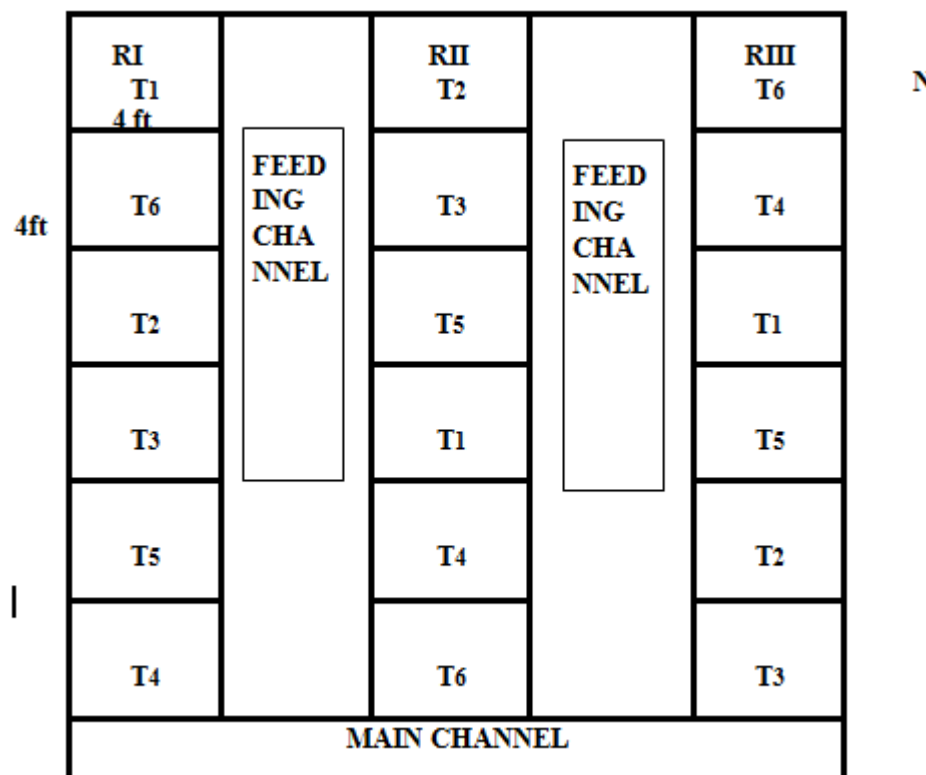 RI
T1
4 ft
RII
T2
RIII
T6
N
4ft
T6
FEED
ING
CHA
NNEL
T3
FEED
ING
CHA
NNEL
T4
T2
T5
T1
T3
T1
T5
T5
T4
T2
T4
T6
T3
MAIN CHANNEL